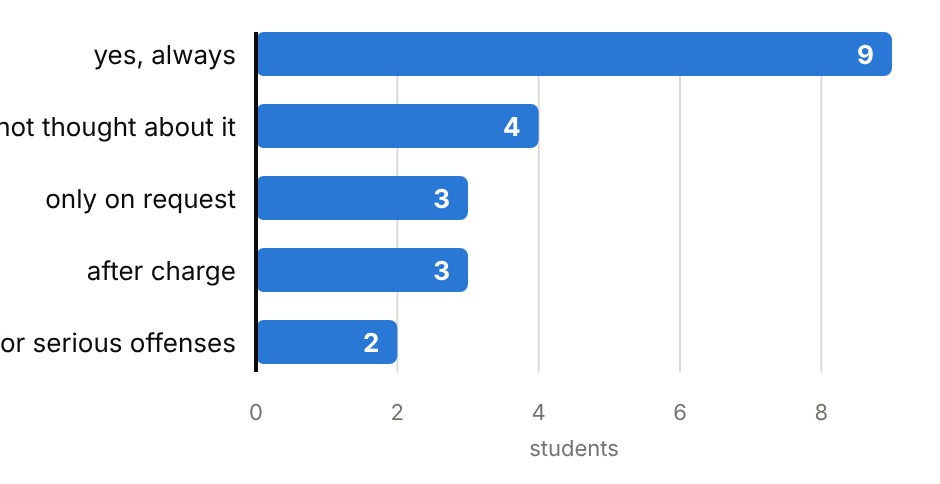 yes, always 9
not thought about it 4
only on request 3
after charge 3
or serious offenses 2
0 2 4 6 8
students